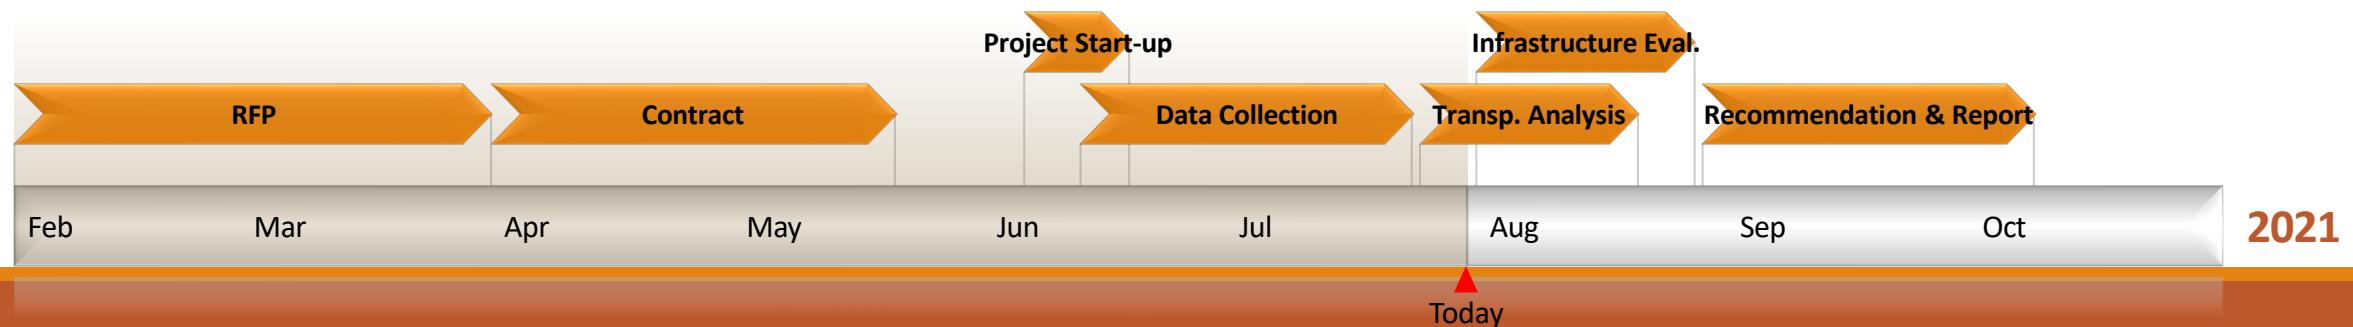 Project Start-up
Infrastructure Eval.
RFP
Contract
Data Collection
Transp. Analysis
Recommendation & Report
Feb
Mar
Apr
May
Jun
Jul
Aug
Sep
Oct
2021
Today